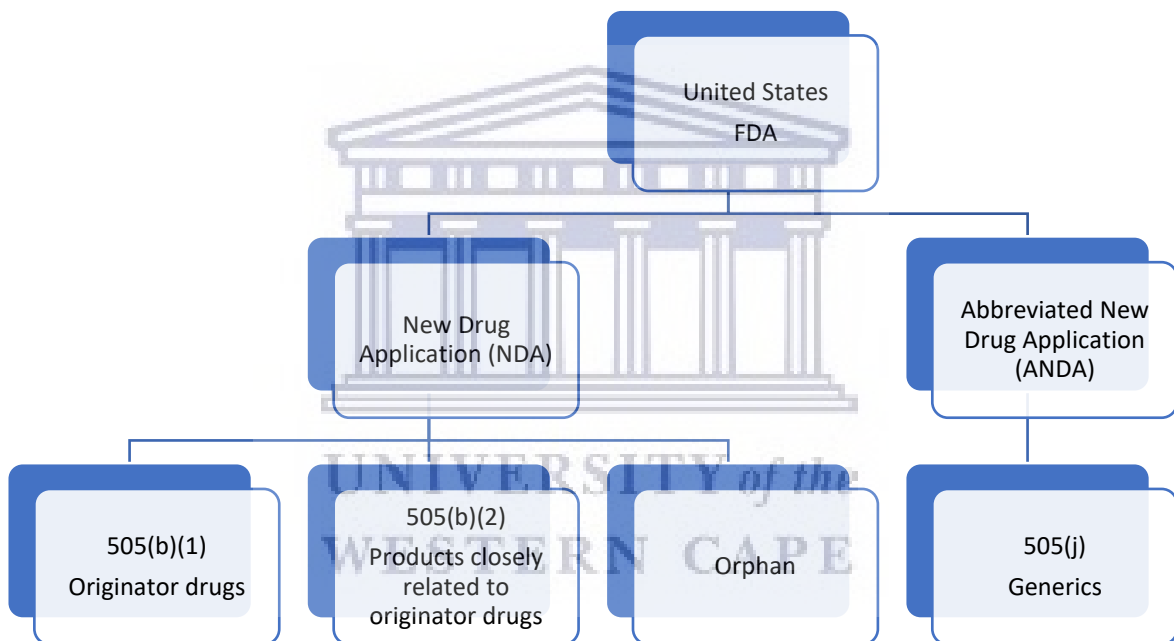 United States
FDA
New Drug
Application (NDA)
Abbreviated New
Drug Application
(ANDA)
505(b)(1)
Originator drugs
505(b)(2)
Products closely
related to
originator drugs
Orphan
505(j)
Generics
UNIVERSITY of the
WESTERN CAPE